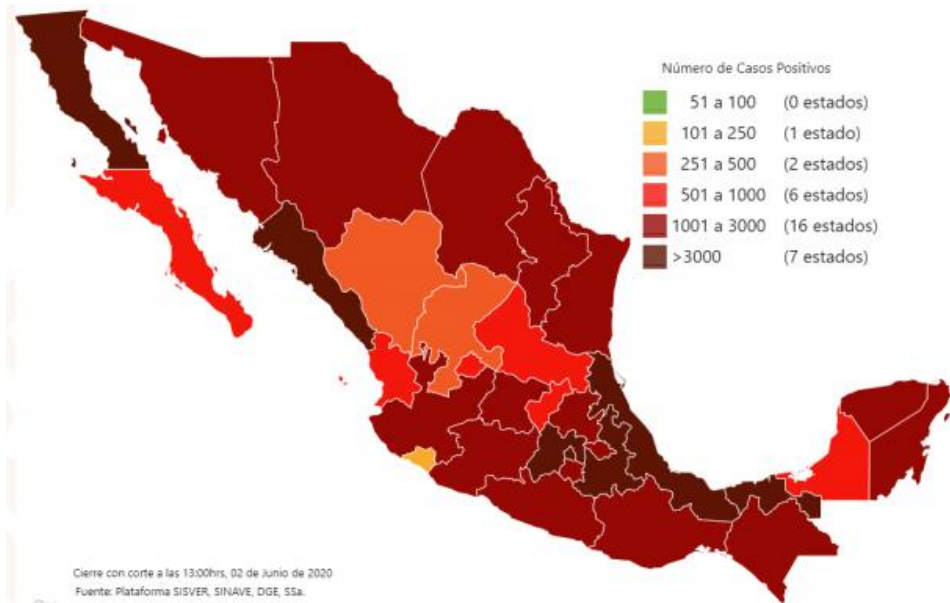 Número de Casos Positivos
51 a 100 (0 estados)
101 a 250 (1 estado)
251 a 500 (2 estados)
501 a 1000 (6 estados)
1001 a 3000 (16 estados)
>3000 (7 estados)
Cierre con corte a las 13:00hrs, 02 de Junio de 2020
Fuente: Plataforma SISVER, SINAVE, DGE, SSa.